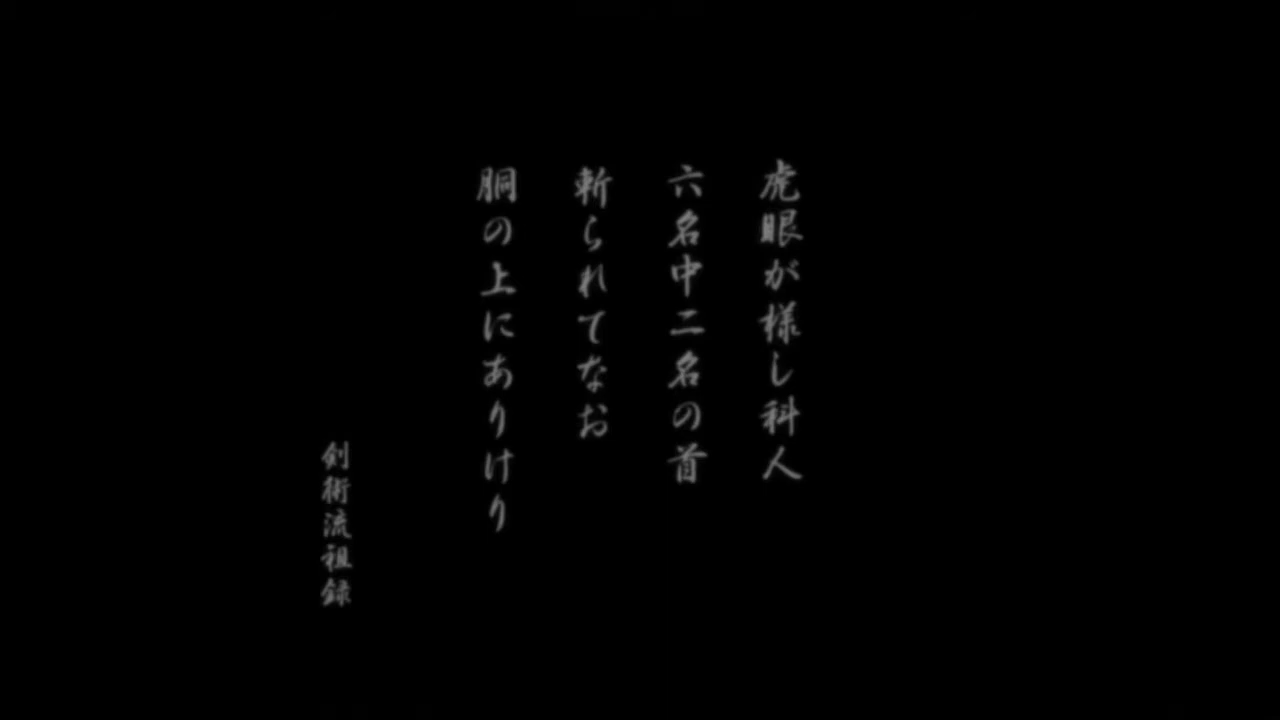 虎眼が様し科人
六名中二名の首
斬られてなお
胴の上にありけり
剣術流祖録